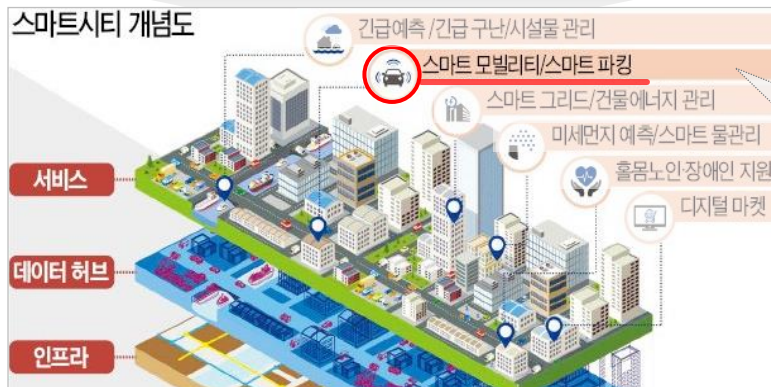 스마트시티 개념도
긴급예측 /긴급 구난/시설물 관리
스마트 모빌리티/스마트 파킹
스마트 그리드/건물에너지 관리
미세먼지 예측/스마트 물관리
홀몸노인·장애인 지원
디지털 마켓
서비스
데이터 허브
인프라